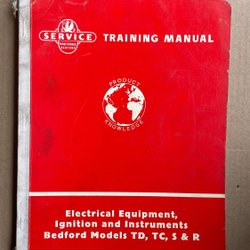 SERVICE
TRAINING MANUAL
PRODUCT
KNOWLEDGE
Electrical Equipment,
Ignition and Instruments
Bedford Models TD, TC, S & R